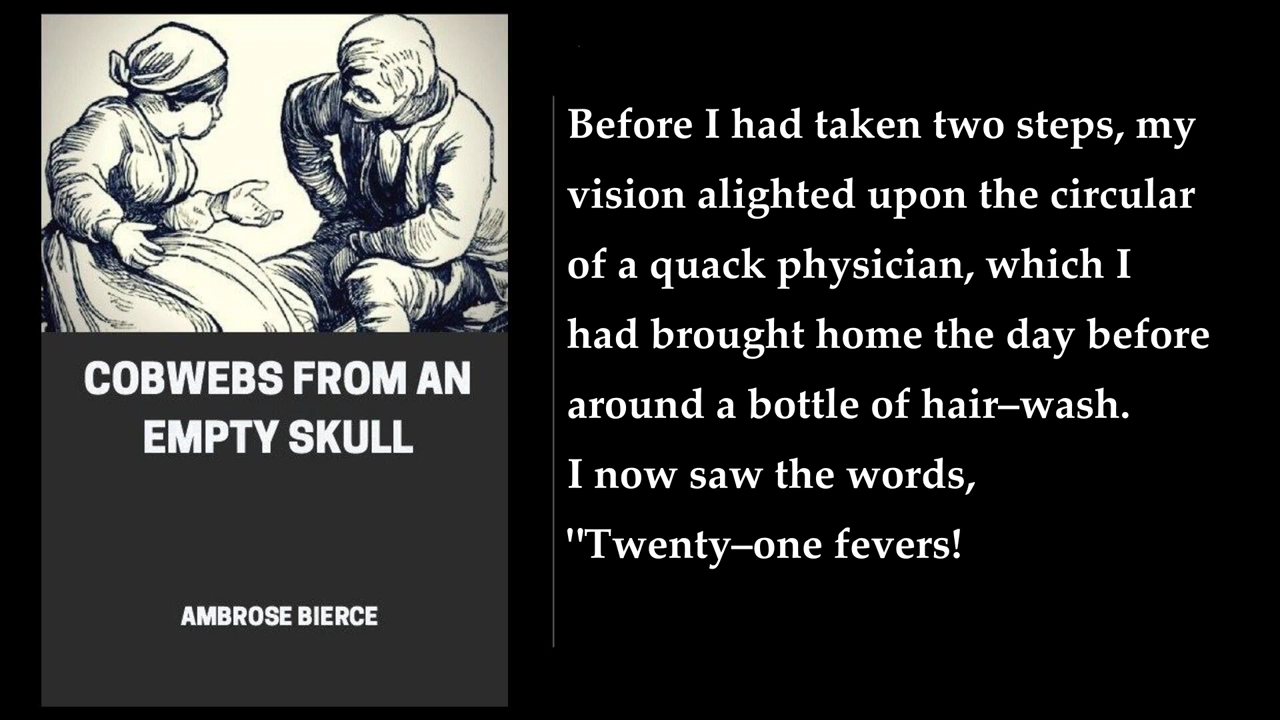 COBWEBS FROM AN
EMPTY SKULL
AMBROSE BIERCE
Before I had taken two steps, my
vision alighted upon the circular
of a quack physician, which I
had brought home the day before
around a bottle of hair–wash.
I now saw the words,
"Twenty–one fevers!